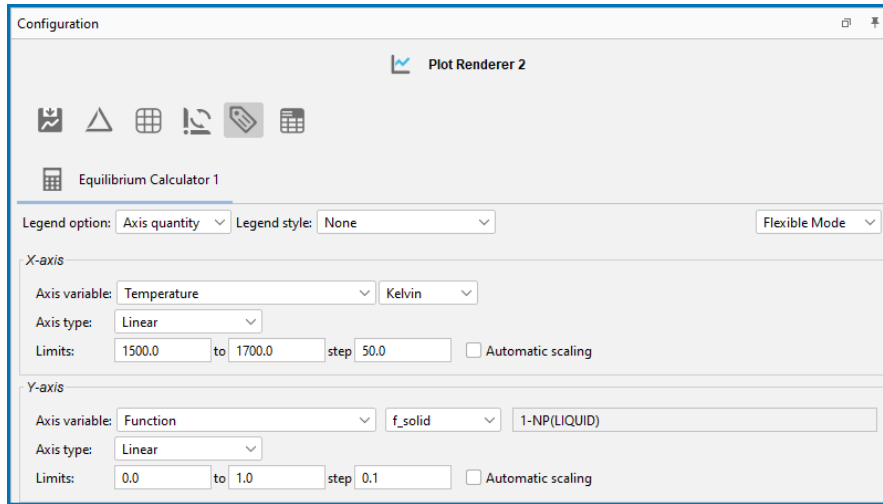 Configuration
Plot Renderer 2
Equilibrium Calculator 1
Legend option: Axis quantity Legend style: None Flexible Mode
X-axis
Axis variable: Temperature Kelvin
Axis type: Linear
Limits: 1500.0 to 1700.0 step 50.0 Automatic scaling
Y-axis
Axis variable: Function f_solid 1-NP(LIQUID)
Axis type: Linear
Limits: 0.0 to 1.0 step 0.1 Automatic scaling